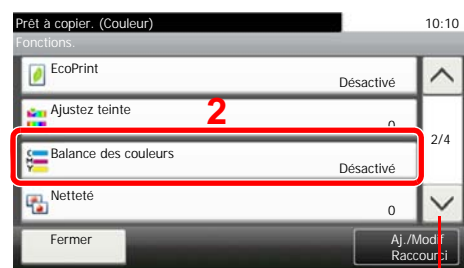 Prêt à copier. (Couleur) 10:10
Fonctions.
EcoPrint
Désactivé
Ajustez teinte
2
0
2/4
C
M
Y
Balance des couleurs
Désactivé
Netteté
0
Fermer
Aj./Modif
Raccourci